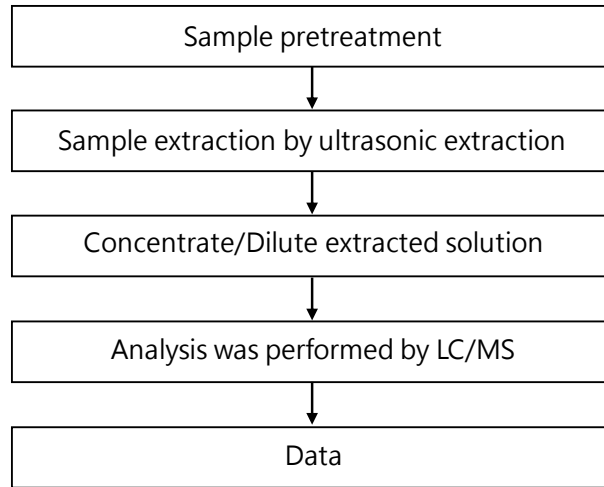 Sample pretreatment
Sample extraction by ultrasonic extraction
Concentrate/Dilute extracted solution
Analysis was performed by LC/MS
Data